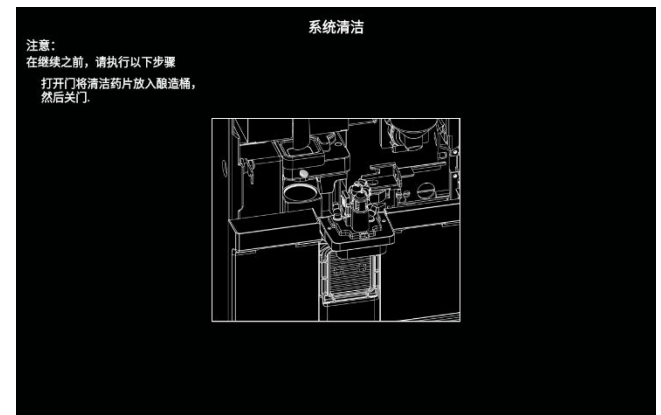 系统清洁
注意：
在继续之前，请执行以下步骤
打开门将清洁药片放入酿造桶，
然后关门.